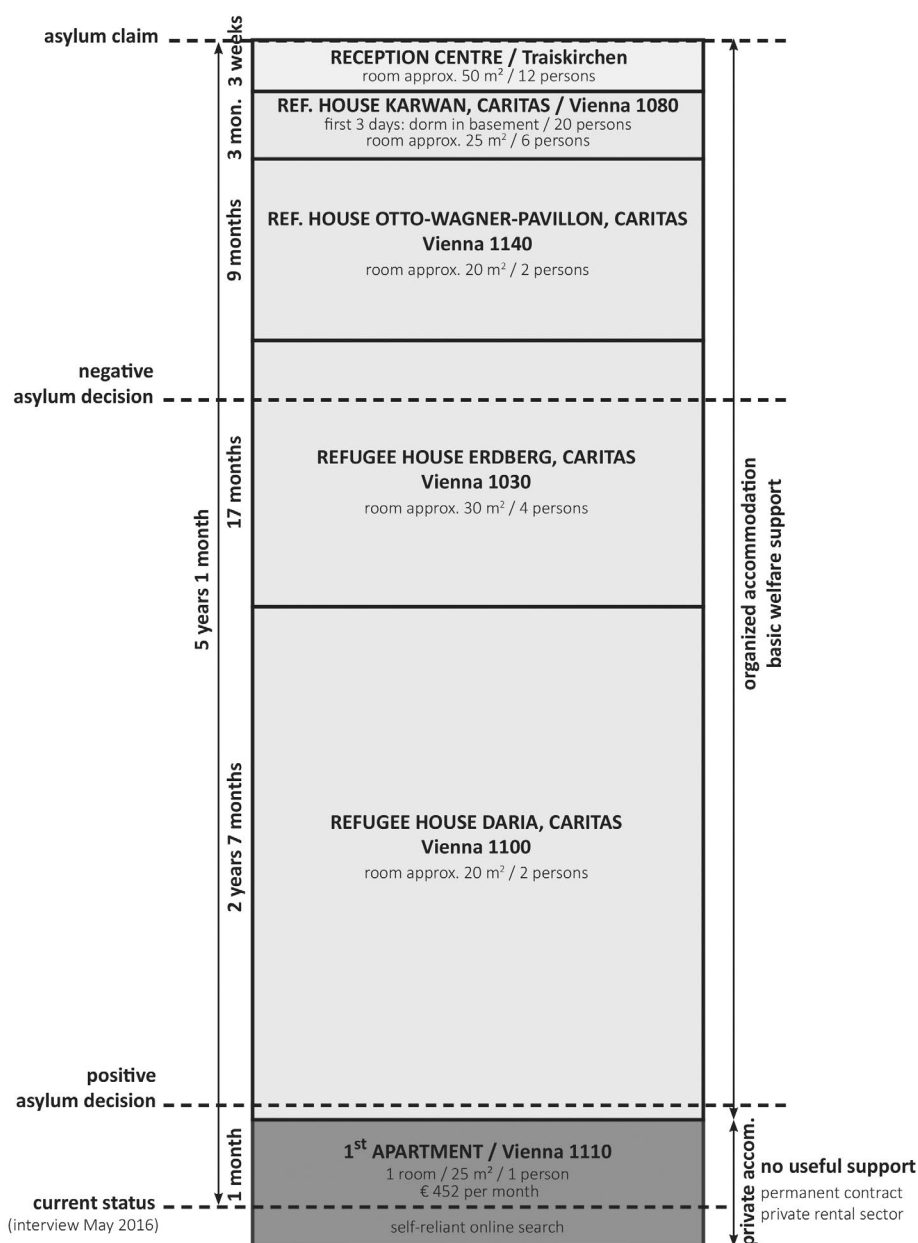 asylum claim
3 weeks
RECEPTION CENTRE / Traiskirchen
room approx. 50 m² / 12 persons
3 mon.
REF. HOUSE KARWAN, CARITAS / Vienna 1080
first 3 days: dorm in basement / 20 persons
room approx. 25 m² / 6 persons
9 months
REF. HOUSE OTTO-WAGNER-PAVILLON, CARITAS
Vienna 1140
room approx. 20 m² / 2 persons
negative
asylum decision
17 months
REFUGEE HOUSE ERDBERG, CARITAS
Vienna 1030
room approx. 30 m² / 4 persons
5 years 1 month
organized accommodation
basic welfare support
2 years 7 months
REFUGEE HOUSE DARIA, CARITAS
Vienna 1100
room approx. 20 m² / 2 persons
positive
asylum decision
1 month
1st APARTMENT / Vienna 1110
1 room / 25 m² / 1 person
€ 452 per month
self-reliant online search
private accom.
no useful support
permanent contract
private rental sector
current status
(interview May 2016)